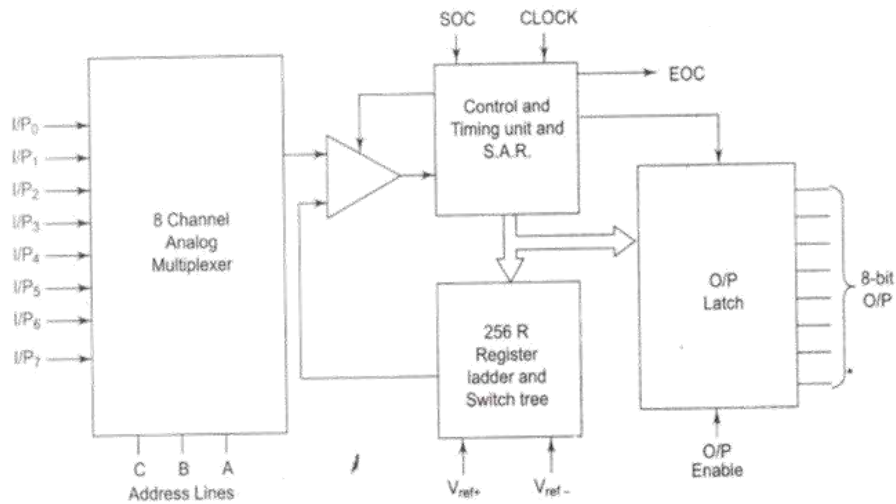 SOC
CLOCK
EOC
Control and
Timing unit and
S.A.R.
I/P0
I/P1
I/P2
I/P3
I/P4
I/P5
I/P6
I/P7
8 Channel
Analog
Multiplexer
O/P
Latch
8-bit
O/P
256 R
Register
ladder and
Switch tree
C B A
Address Lines
Vref+
Vref –
O/P
Enable